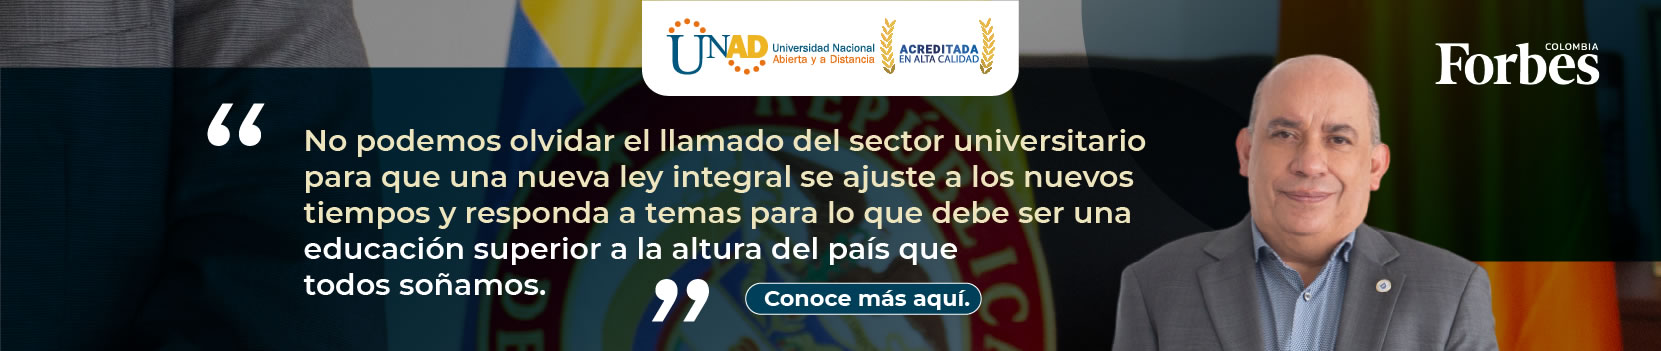 UNAD
Universidad Nacional
Abierta y a Distancia
ACREDITADA
EN ALTA CALIDAD
COLOMBIA
Forbes
“
No podemos olvidar el llamado del sector universitario
para que una nueva ley integral se ajuste a los nuevos
tiempos y responda a temas para lo que debe ser una
educación superior a la altura del país que
todos soñamos.
”
Conoce más aquí.
REPÚBLICA
DE